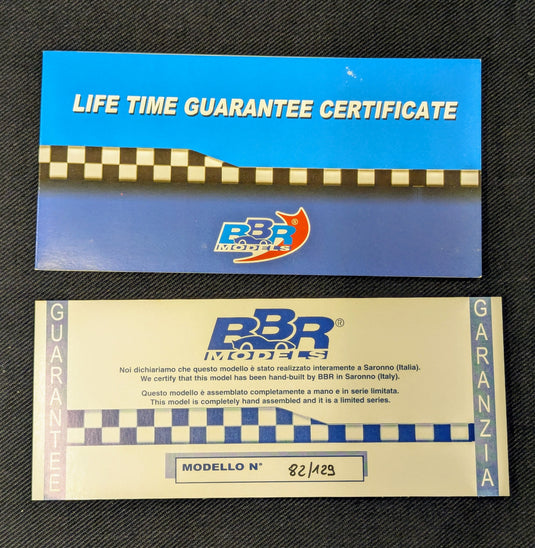 LIFE TIME GUARANTEE CERTIFICATE
BBR®
MODELS
GUARANTEE
BBR®
MODELS
Noi dichiariamo che questo modello è stato realizzato interamente a Saronno (Italia).
We certify that this model has been hand-built by BBR in Saronno (Italy).
Questo modello è assemblato completamente a mano e in serie limitata.
This model is completely hand assembled and it is a limited series.
MODELLO N° 82/129
GARANZIA